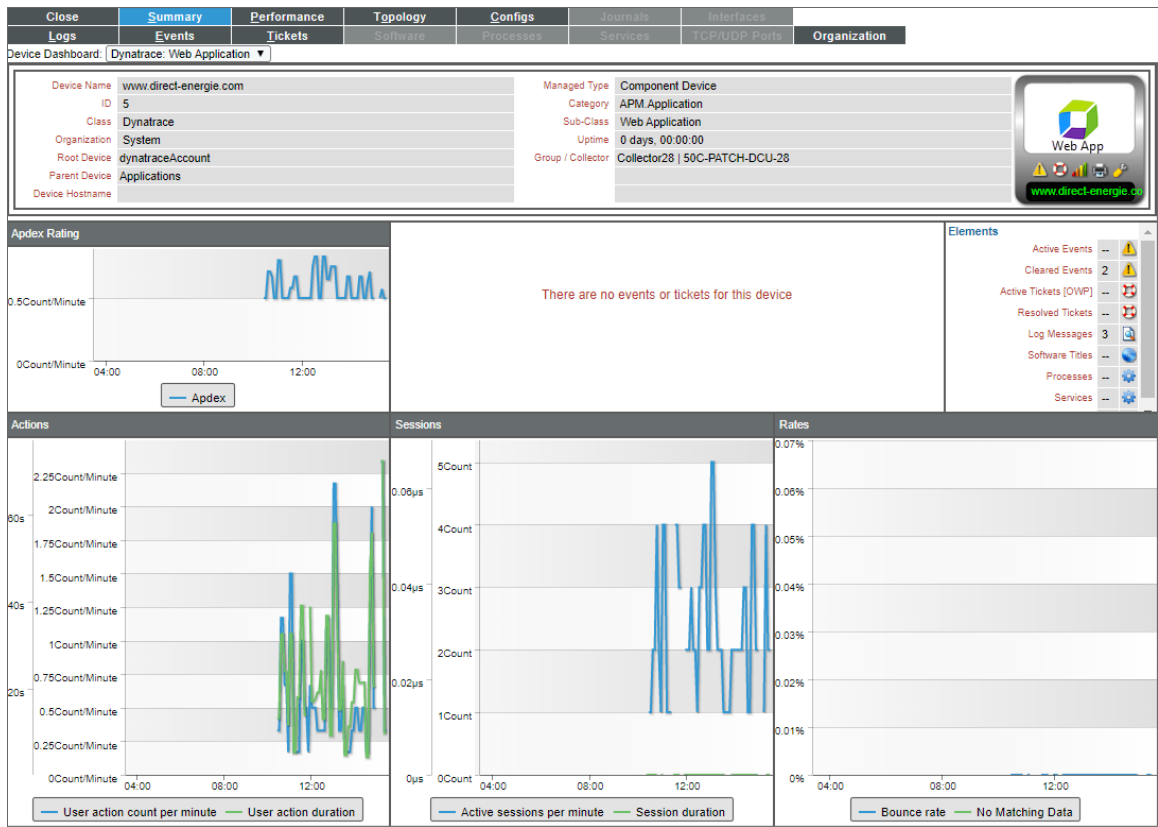 Close Summary Performance Topology Configs Journals Interfaces
Logs Events Tickets Software Processes Services TCP/UDP Ports Organization
Device Dashboard: Dynatrace: Web Application ▼
Device Name www.direct-energie.com Managed Type Component Device
ID 5 Category APM.Application
Class Dynatrace Sub-Class Web Application
Organization System Uptime 0 days, 00:00:00
Root Device dynatraceAccount Group / Collector Collector28 | 50C-PATCH-DCU-28
Parent Device Applications
Device Hostname
Web App
www.direct-energie.co
Apdex Rating
0.5Count/Minute
0Count/Minute
04:00 08:00 12:00
Apdex
There are no events or tickets for this device
Elements
Active Events --
Cleared Events 2
Active Tickets [OWP] --
Resolved Tickets --
Log Messages 3
Software Titles --
Processes --
Services --
Actions
60s
40s
20s
2.25Count/Minute
2Count/Minute
1.75Count/Minute
1.5Count/Minute
1.25Count/Minute
1Count/Minute
0.75Count/Minute
0.5Count/Minute
0.25Count/Minute
0Count/Minute
04:00 08:00 12:00
User action count per minute User action duration
Sessions
0.06µs
0.04µs
0.02µs
0µs
5Count
4Count
3Count
2Count
1Count
0Count
04:00 08:00 12:00
Active sessions per minute Session duration
Rates
0.07%
0.06%
0.05%
0.04%
0.03%
0.02%
0.01%
0%
04:00 08:00 12:00
Bounce rate No Matching Data